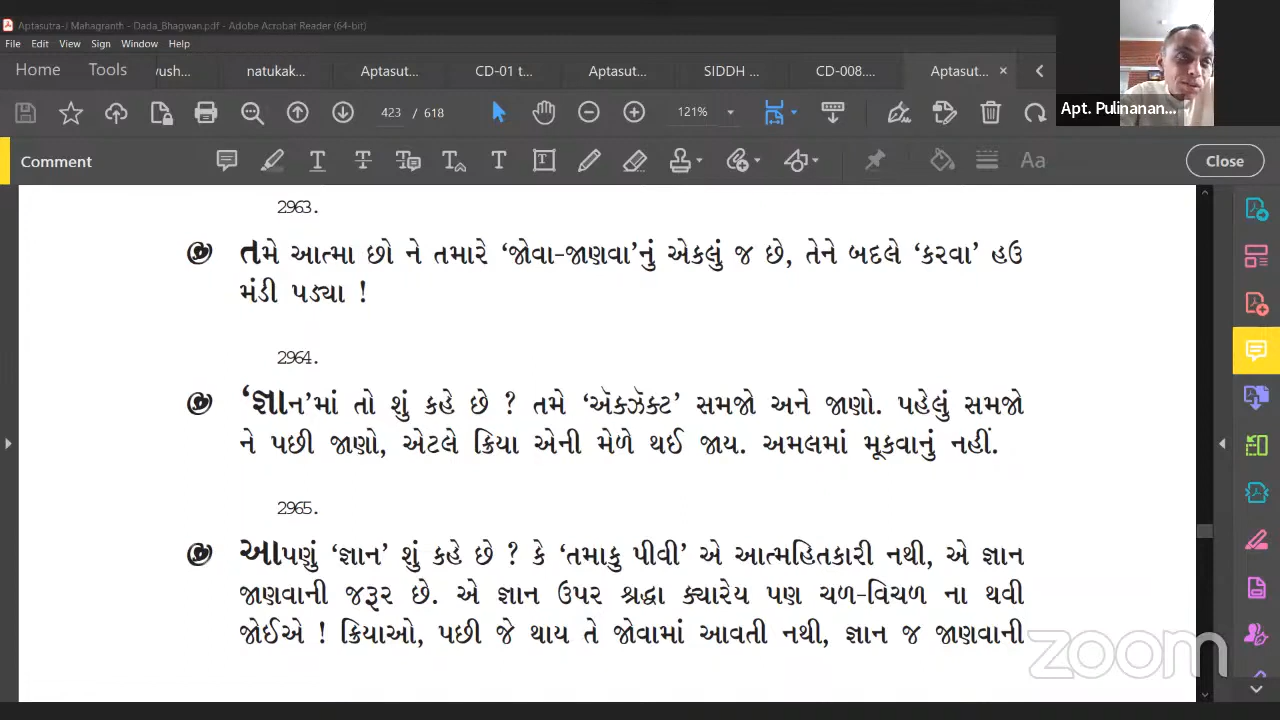 Aptasutra-/ Mahagranth - Dada_Bhagwan.pdf - Adobe Acrobat Reader (64-bit)
File Edit View Sign Window Help
Home Tools yush... natukak... Aptasut... CD-01 t... Aptasut... SIDDH ... CD-008.... Aptasut... ×
423 / 618 121%
Apt. Pulinanan...
Comment Close
2963.
તમે આત્મા છો ને તમારે ‘જોવા-જાણવા’નું એકલું જ છે, તેને બદલે ‘કરવા’ હઉ
મંડી પડ્યા !
2964.
‘જ્ઞાન’માં તો શું કહે છે ? તમે ‘ઍક્ઝૅક્ટ’ સમજો અને જાણો. પહેલું સમજો
ને પછી જાણો, એટલે ક્રિયા એની મેળે થઈ જાય. અમલમાં મૂકવાનું નહીં.
2965.
આપણું ‘જ્ઞાન’ શું કહે છે ? કે ‘તમાકુ પીવી’ એ આત્મહિતકારી નથી, એ જ્ઞાન
જાણવાની જરૂર છે. એ જ્ઞાન ઉપર શ્રદ્ધા ક્યારેય પણ ચળ-વિચળ ના થવી
જોઈએ ! ક્રિયાઓ, પછી જે થાય તે જોવામાં આવતી નથી, જ્ઞાન જ જાણવાની
zoom